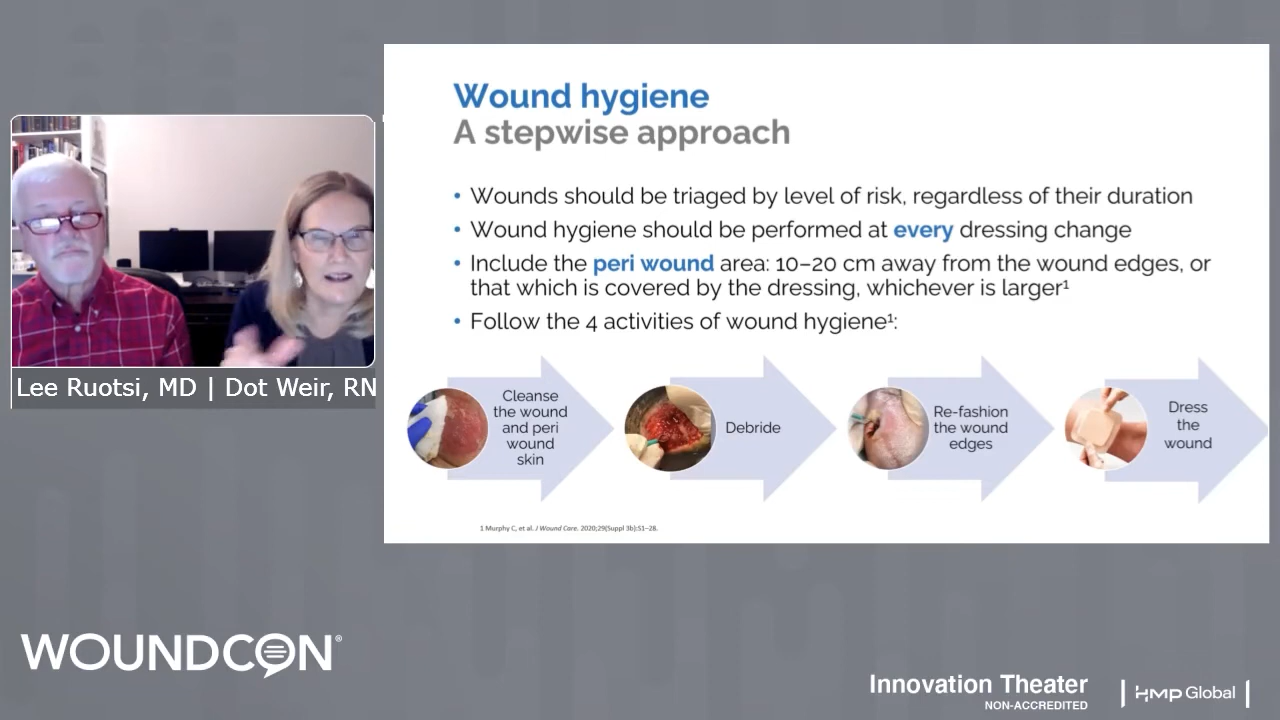 Wound hygiene
A stepwise approach
• Wounds should be triaged by level of risk, regardless of their duration
• Wound hygiene should be performed at every dressing change
• Include the peri wound area: 10–20 cm away from the wound edges, or
that which is covered by the dressing, whichever is larger¹
• Follow the 4 activities of wound hygiene¹:
Cleanse
the wound
and peri
wound
skin
Debride
Re-fashion
the wound
edges
Dress
the
wound
1 Murphy C, et al. J Wound Care. 2020;29(Suppl 3b):S1–28.
Lee Ruotsi, MD | Dot Weir, RN
WOUNDCON®
Innovation Theater
NON-ACCREDITED
HMP Global